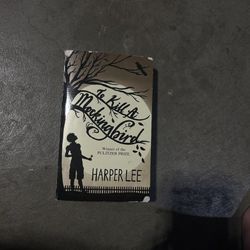 To Kill A
Mockingbird
Winner of the
PULITZER PRIZE
HARPER LEE